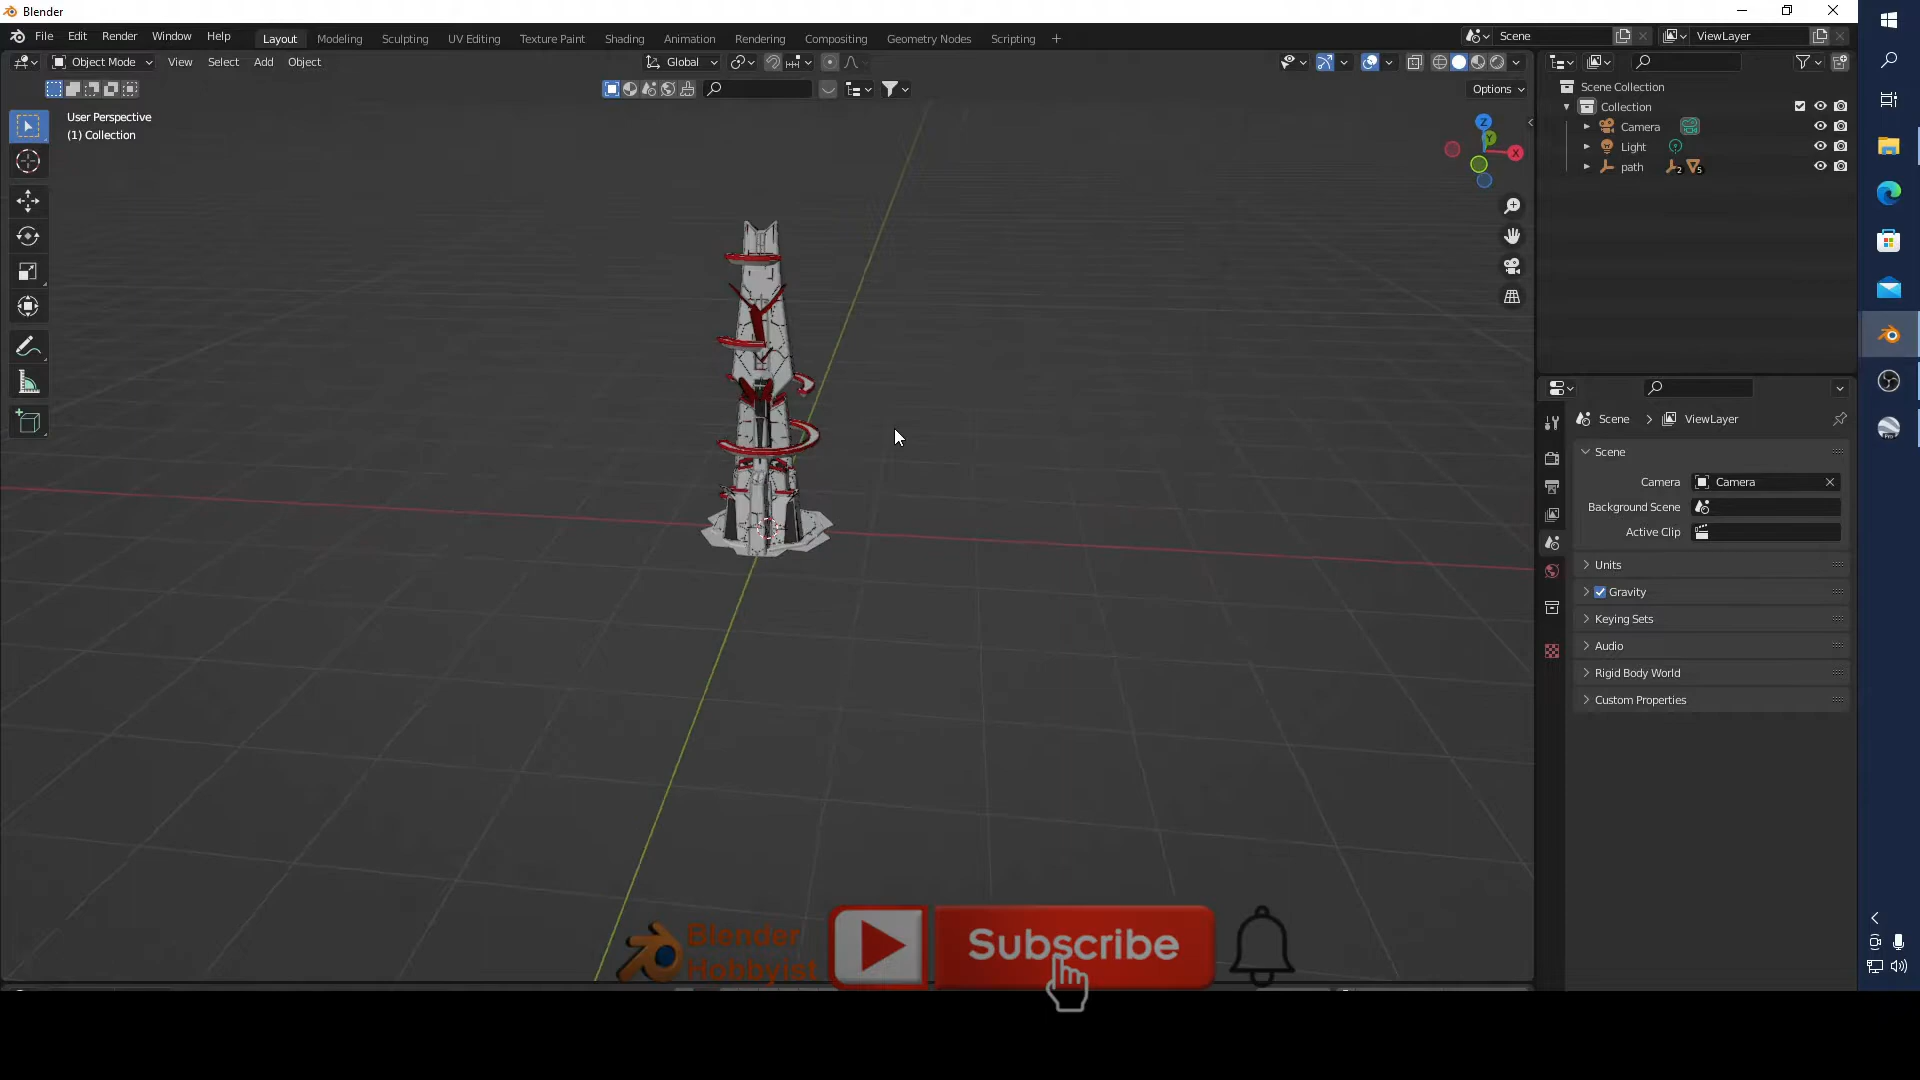 Blender
File Edit Render Window Help Layout Modeling Sculpting UV Editing Texture Paint Shading Animation Rendering Compositing Geometry Nodes Scripting + Scene ViewLayer
Object Mode View Select Add Object Global
Options
User Perspective
(1) Collection
Z
Y
X
Scene Collection
Collection
Camera
Light
path 2 5
Scene > ViewLayer
Scene
Camera Camera
Background Scene
Active Clip
Units
Gravity
Keying Sets
Audio
Rigid Body World
Custom Properties
Blender
Hobbyist
Subscribe